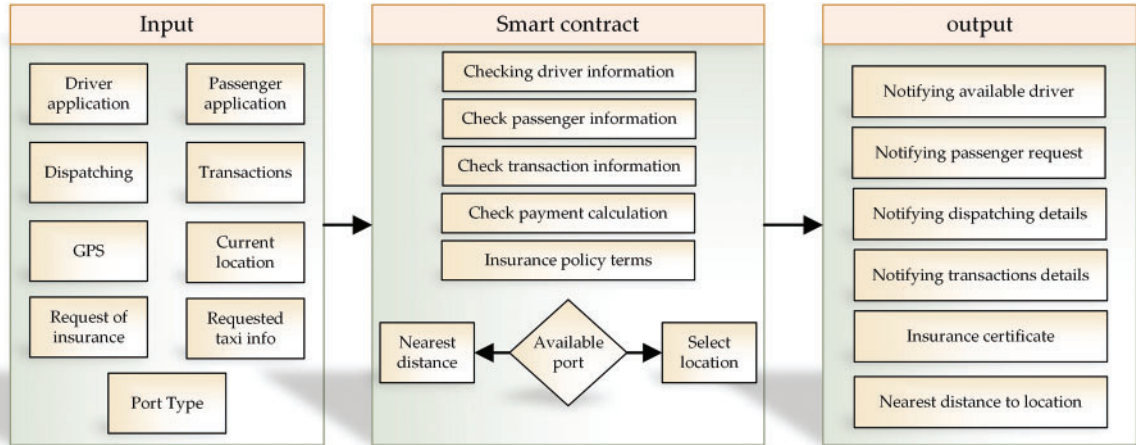 Input
Driver
application
Passenger
application
Dispatching
Transactions
GPS
Current
location
Request of
insurance
Requested
taxi info
Port Type
Smart contract
Checking driver information
Check passenger information
Check transaction information
Check payment calculation
Insurance policy terms
Nearest
distance
Available
port
Select
location
output
Notifying available driver
Notifying passenger request
Notifying dispatching details
Notifying transactions details
Insurance certificate
Nearest distance to location